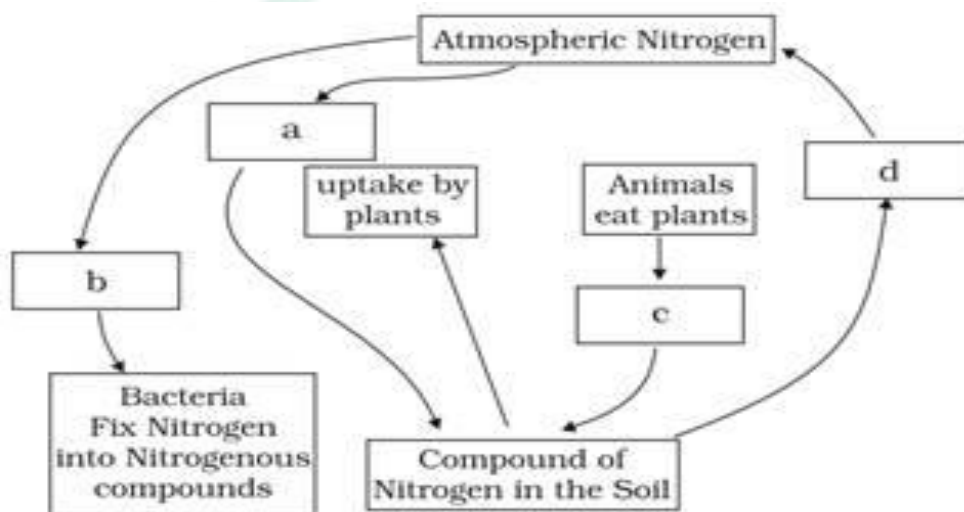 Atmospheric Nitrogen
a
uptake by
plants
Animals
eat plants
d
b
c
Bacteria
Fix Nitrogen
into Nitrogenous
compounds
Compound of
Nitrogen in the Soil